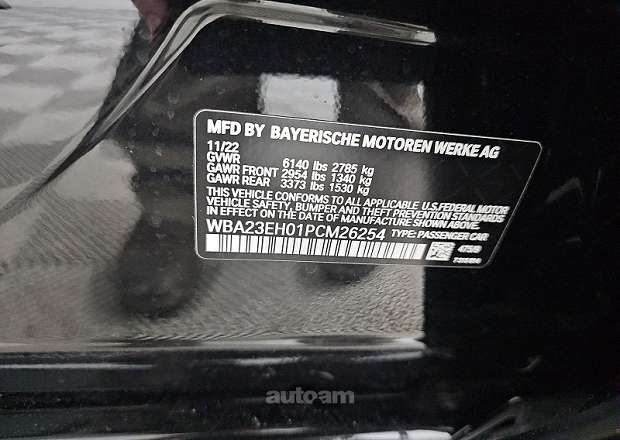 MFD BY BAYERISCHE MOTOREN WERKE AG
11/22
GVWR 6140 lbs 2785 kg
GAWR FRONT 2954 lbs 1340 kg
GAWR REAR 3373 lbs 1530 kg
THIS VEHICLE CONFORMS TO ALL APPLICABLE U.S.FEDERAL MOTOR
VEHICLE SAFETY, BUMPER AND THEFT PREVENTION STANDARDS
IN EFFECT ON THE DATE OF MANUFACTURE SHOWN ABOVE.
WBA23EH01PCM26254 TYPE: PASSENGER CAR
autoam